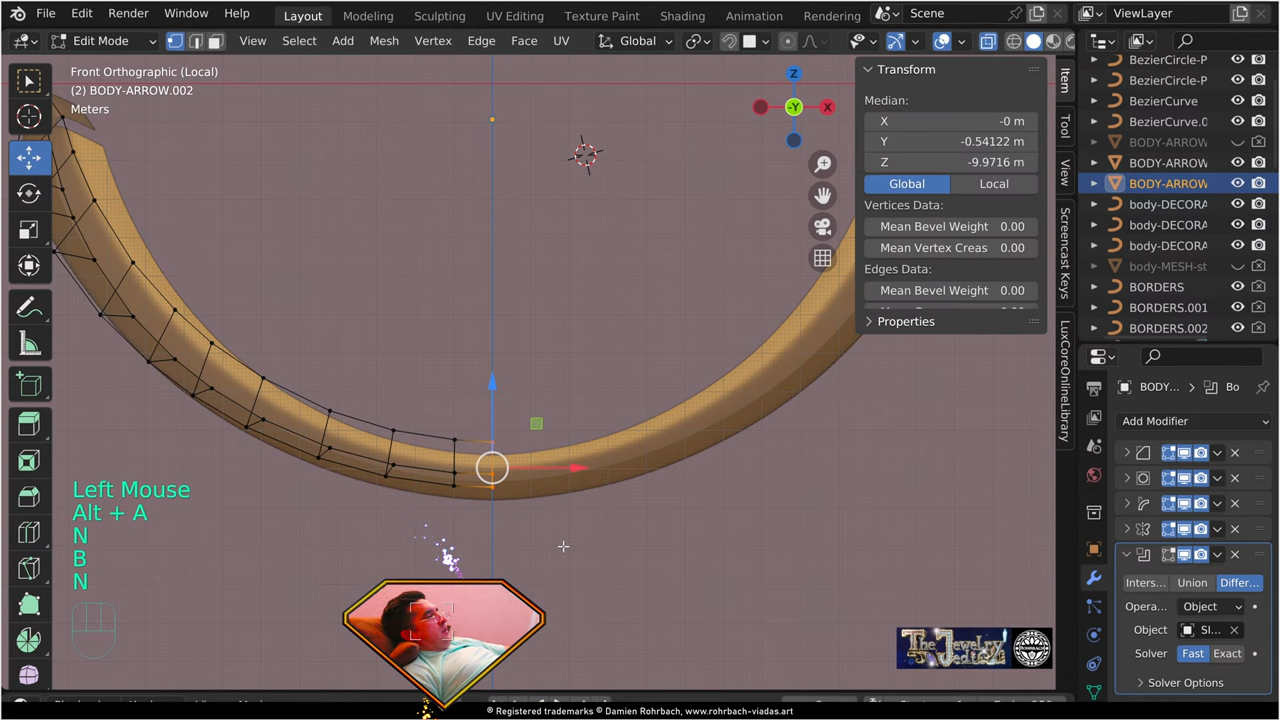 File Edit Render Window Help Layout Modeling Sculpting UV Editing Texture Paint Shading Animation Rendering Scene ViewLayer
Edit Mode View Select Add Mesh Vertex Edge Face UV Global
Front Orthographic (Local)
(2) BODY-ARROW.002
Meters
Z
-Y
X
Transform
Median:
X -0 m
Y -0.54122 m
Z -9.9716 m
Global Local
Vertices Data:
Mean Bevel Weight 0.00
Mean Vertex Creas 0.00
Edges Data:
Mean Bevel Weight 0.00
Properties
Item
Tool
View
Screencast Keys
LuxCoreOnlineLibrary
BezierCircle-P
BezierCircle-P
BezierCurve
BezierCurve.0
BODY-ARROW
BODY-ARROW
BODY-ARROW
body-DECORA
body-DECORA
body-DECORA
body-MESH-st
BORDERS
BORDERS.001
BORDERS.002
BODY... Bo
Add Modifier
Inters... Union Differ...
Opera... Object
Object SI...
Solver Fast Exact
Solver Options
Left Mouse
Alt + A
N
B
N
The Jewelry Jedi
ROHRBACH
® Registered trademarks © Damien Rohrbach, www.rohrbach-viadas.art